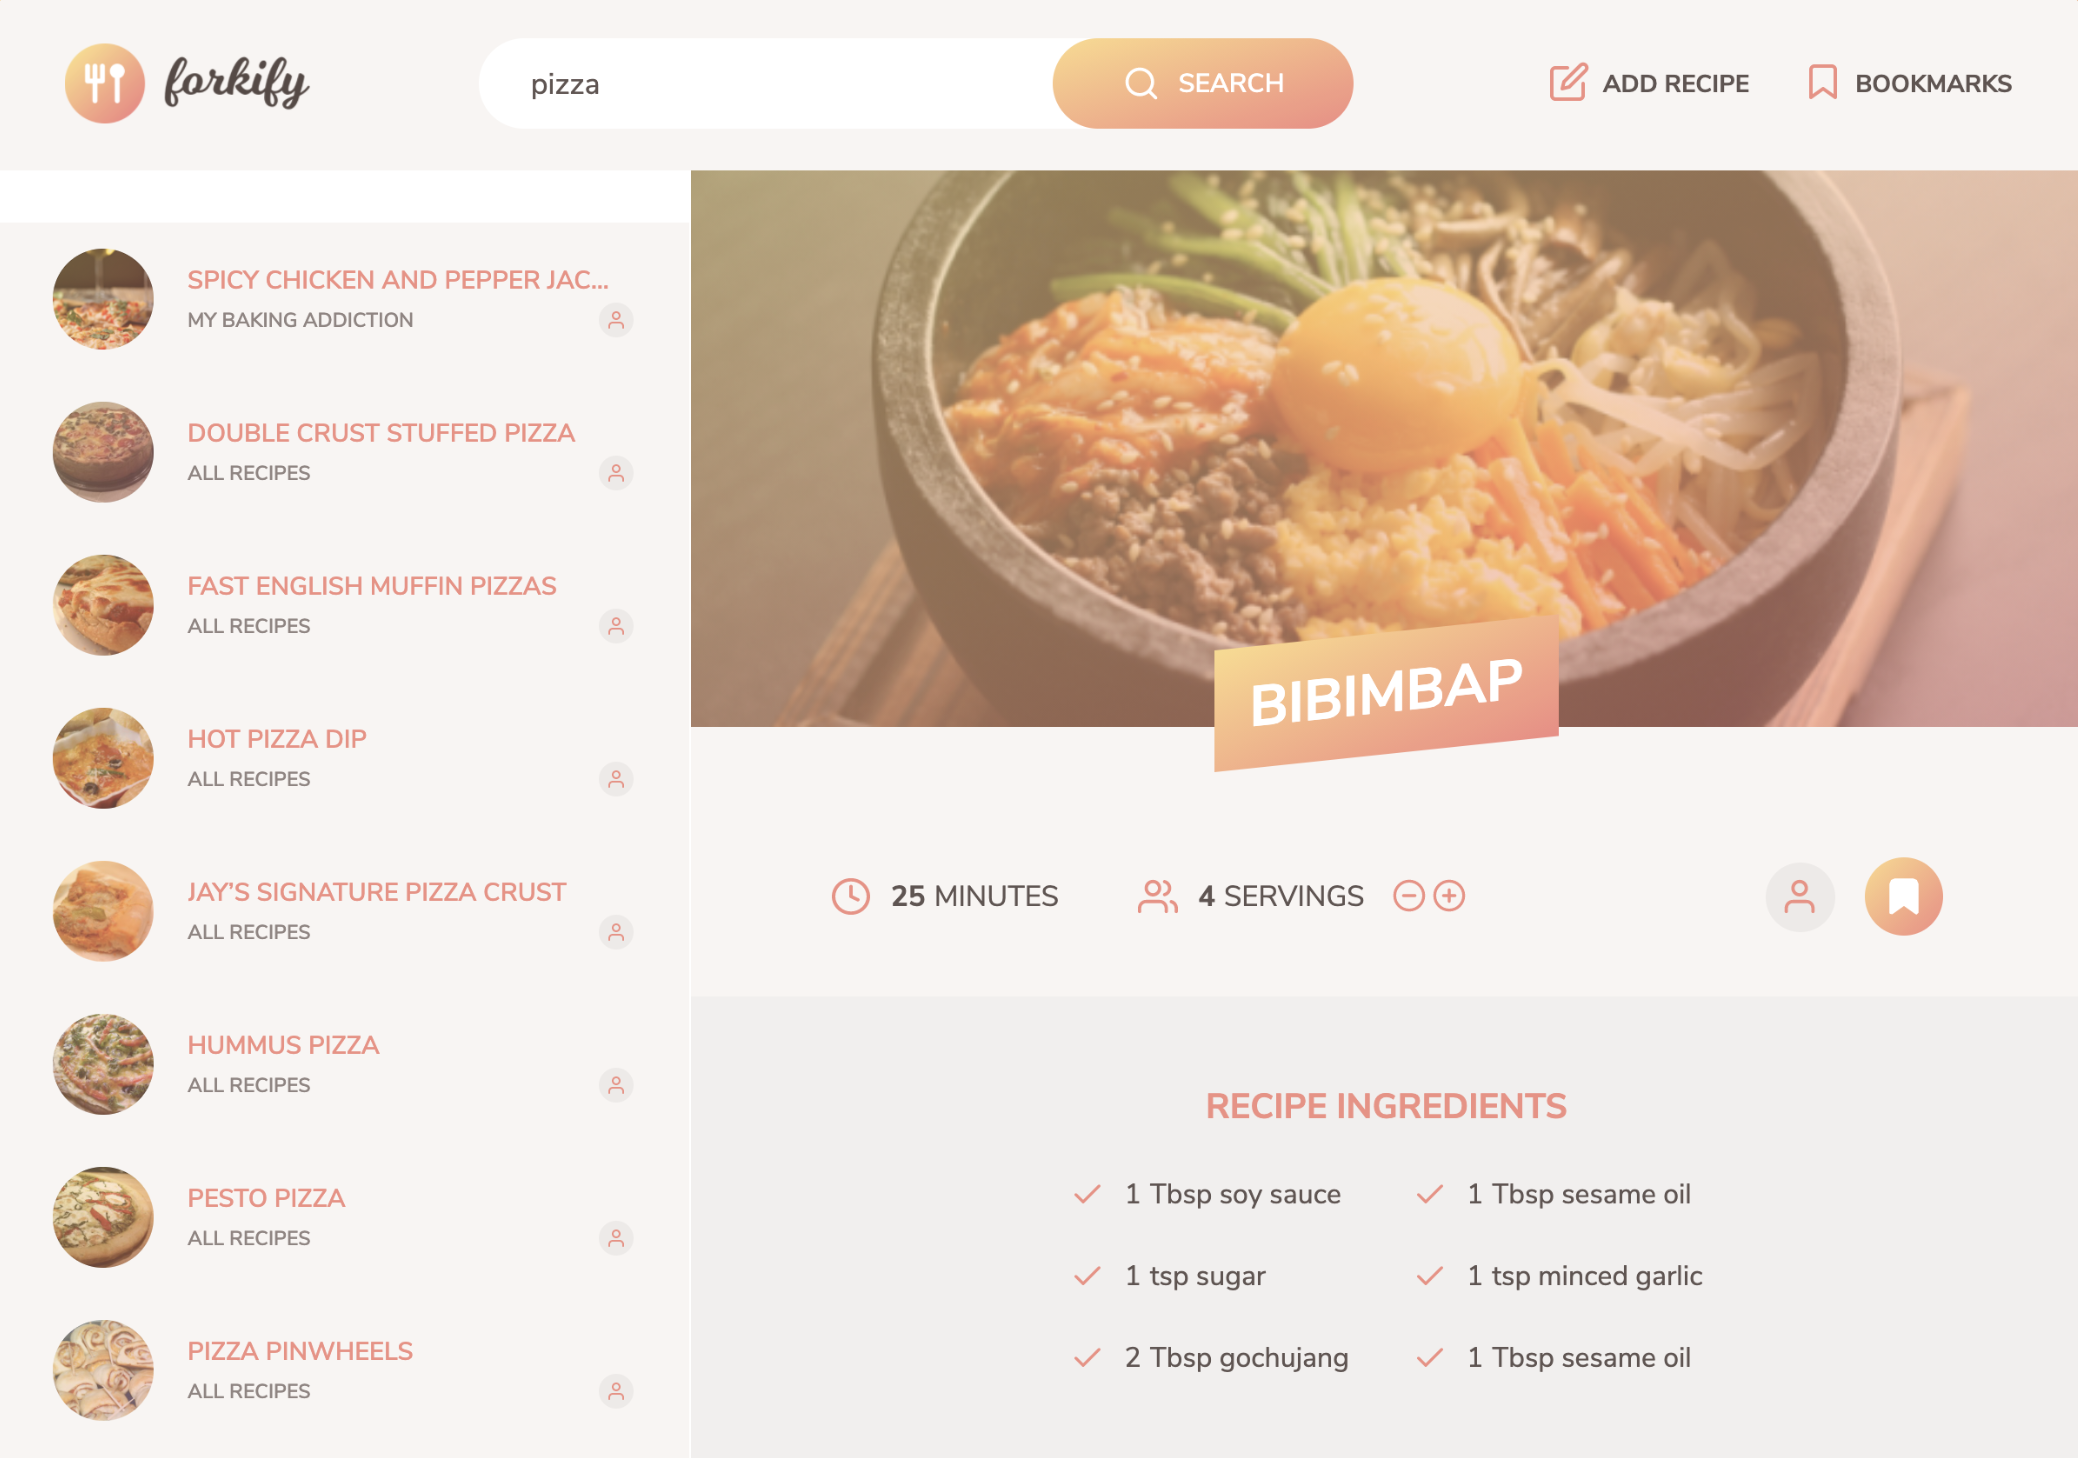 forkify
pizza
SEARCH
ADD RECIPE
BOOKMARKS
SPICY CHICKEN AND PEPPER JAC...
MY BAKING ADDICTION
DOUBLE CRUST STUFFED PIZZA
ALL RECIPES
FAST ENGLISH MUFFIN PIZZAS
ALL RECIPES
HOT PIZZA DIP
ALL RECIPES
JAY’S SIGNATURE PIZZA CRUST
ALL RECIPES
HUMMUS PIZZA
ALL RECIPES
PESTO PIZZA
ALL RECIPES
PIZZA PINWHEELS
ALL RECIPES
BIBIMBAP
25 MINUTES
4 SERVINGS
RECIPE INGREDIENTS
1 Tbsp soy sauce
1 Tbsp sesame oil
1 tsp sugar
1 tsp minced garlic
2 Tbsp gochujang
1 Tbsp sesame oil